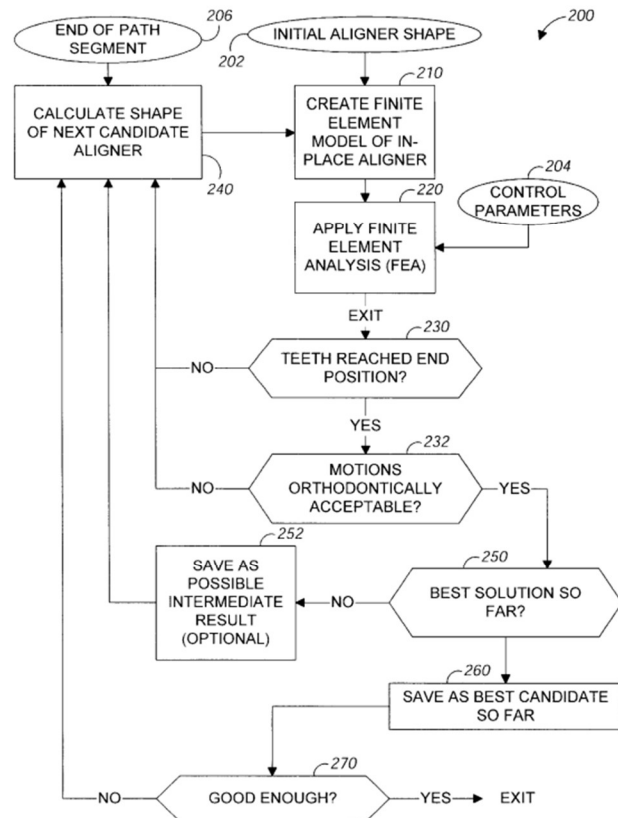 206
200
END OF PATH
SEGMENT
202
INITIAL ALIGNER SHAPE
210
CALCULATE SHAPE
OF NEXT CANDIDATE
ALIGNER
240
CREATE FINITE
ELEMENT
MODEL OF IN-
PLACE ALIGNER
204
CONTROL
PARAMETERS
220
APPLY FINITE
ELEMENT
ANALYSIS (FEA)
EXIT
230
NO
TEETH REACHED END
POSITION?
YES
232
NO
MOTIONS
ORTHODONTICALLY
ACCEPTABLE?
YES
252
SAVE AS
POSSIBLE
INTERMEDIATE
RESULT
(OPTIONAL)
NO
250
BEST SOLUTION SO
FAR?
260
SAVE AS BEST CANDIDATE
SO FAR
270
NO
GOOD ENOUGH?
YES
EXIT